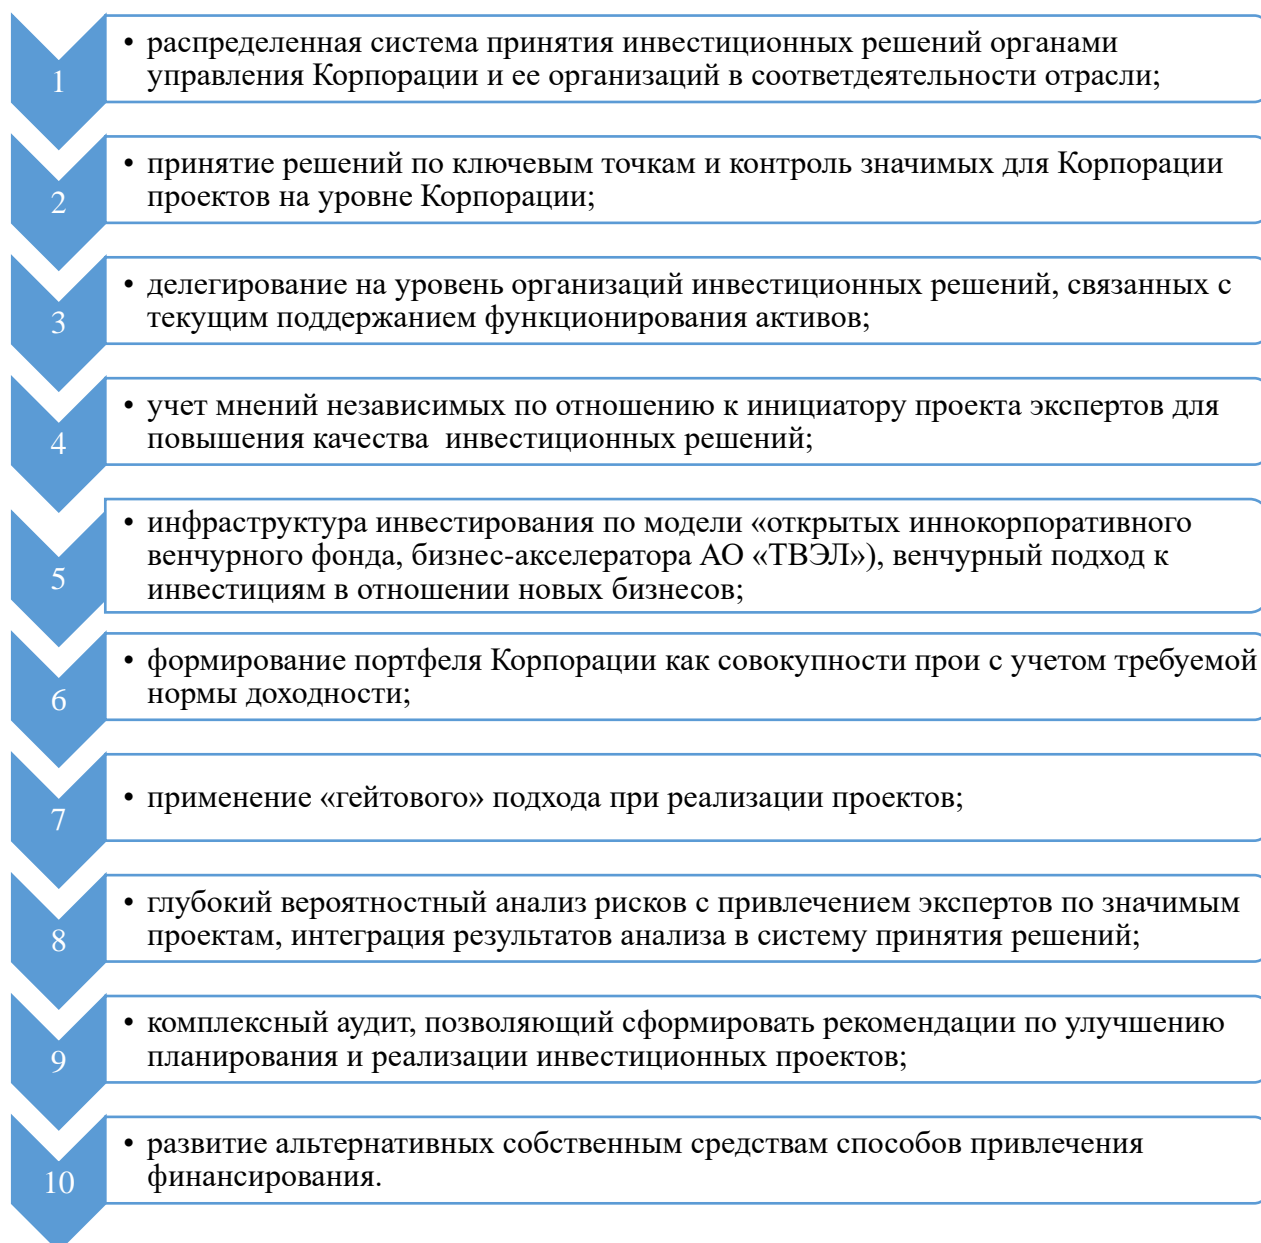 1
• распределенная система принятия инвестиционных решений органами
управления Корпорации и ее организаций в соответдеятельности отрасли;
2
• принятие решений по ключевым точкам и контроль значимых для Корпорации
проектов на уровне Корпорации;
3
• делегирование на уровень организаций инвестиционных решений, связанных с
текущим поддержанием функционирования активов;
4
• учет мнений независимых по отношению к инициатору проекта экспертов для
повышения качества  инвестиционных решений;
5
• инфраструктура инвестирования по модели «открытых иннокорпоративного
венчурного фонда, бизнес-акселератора АО «ТВЭЛ»), венчурный подход к
инвестициям в отношении новых бизнесов;
6
• формирование портфеля Корпорации как совокупности прои с учетом требуемой
нормы доходности;
7
• применение «гейтового» подхода при реализации проектов;
8
• глубокий вероятностный анализ рисков с привлечением экспертов по значимым
проектам, интеграция результатов анализа в систему принятия решений;
9
• комплексный аудит, позволяющий сформировать рекомендации по улучшению
планирования и реализации инвестиционных проектов;
10
• развитие альтернативных собственным средствам способов привлечения
финансирования.